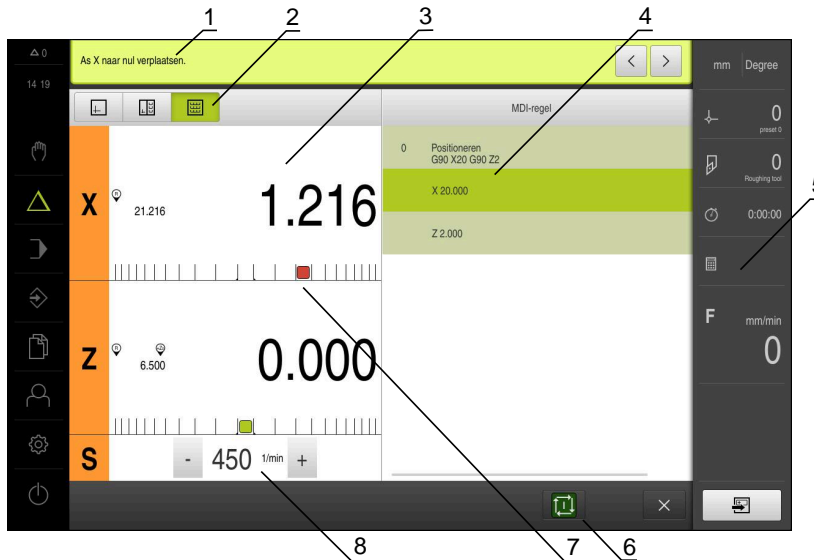 1
2
3
4
0
14 19
As X naar nul verplaatsen.
< >
mm Degree
MDI-regel
0
preset 0
0
Roughing tool
0:00:00
F mm/min
0
5
X
R
21.216
1.216
0 Positioneren
G90 X20 G90 Z2
X 20.000
Z 2.000
Z
R
6.500
0.000
S
- 450 1/min +
8
7
6